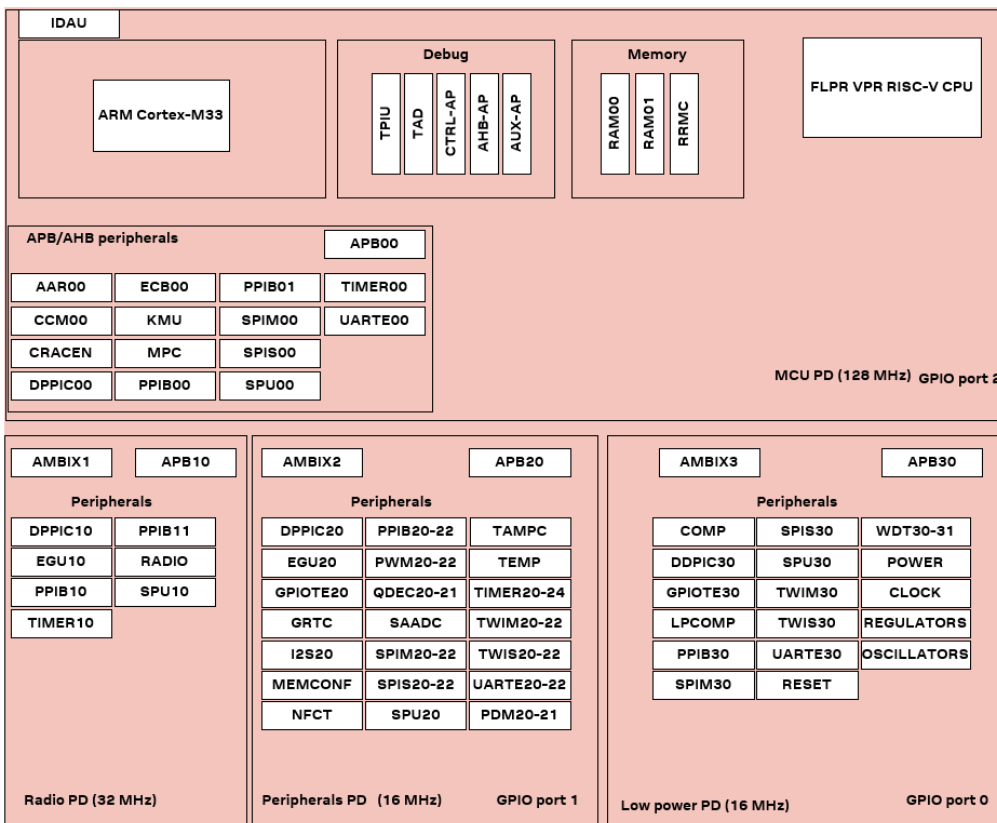 IDAU
Debug
Memory
FLPR VPR RISC-V CPU
ARM Cortex-M33
TPIU
TAD
CTRL-AP
AHB-AP
AUX-AP
RAM00
RAM01
RRMC
APB/AHB peripherals
APB00
AAR00 ECB00 PPIB01 TIMER00
CCM00 KMU SPIM00 UARTE00
CRACEN MPC SPIS00
DPPIC00 PPIB00 SPU00
MCU PD (128 MHz) GPIO port 2
AMBIX1 APB10
Peripherals
DPPIC10 PPIB11
EGU10 RADIO
PPIB10 SPU10
TIMER10
Radio PD (32 MHz)
AMBIX2 APB20
Peripherals
DPPIC20 PPIB20-22 TAMPC
EGU20 PWM20-22 TEMP
GPIOTE20 QDEC20-21 TIMER20-24
GRTC SAADC TWIM20-22
I2S20 SPIM20-22 TWIS20-22
MEMCONF SPIS20-22 UARTE20-22
NFCT SPU20 PDM20-21
Peripherals PD (16 MHz) GPIO port 1
AMBIX3 APB30
Peripherals
COMP SPIS30 WDT30-31
DDPIC30 SPU30 POWER
GPIOTE30 TWIM30 CLOCK
LPCOMP TWIS30 REGULATORS
PPIB30 UARTE30 OSCILLATORS
SPIM30 RESET
Low power PD (16 MHz) GPIO port 0